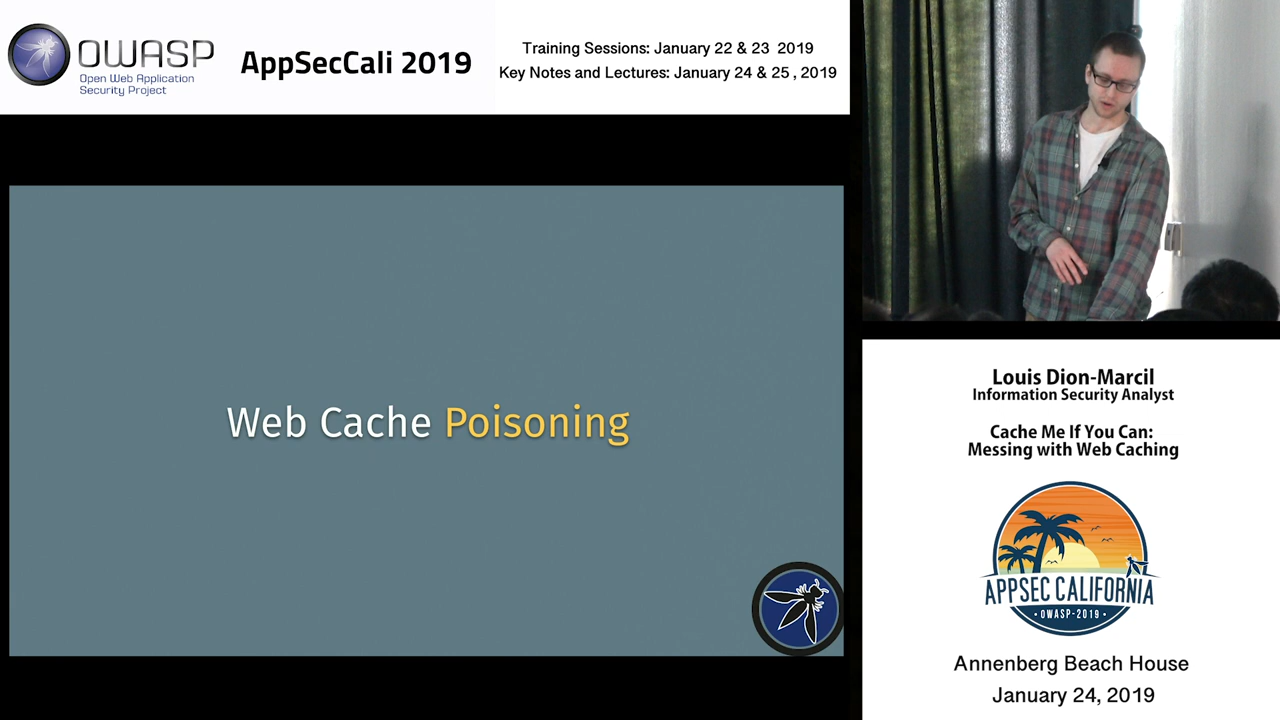 OWASP
Open Web Application
Security Project
AppSecCali 2019
Training Sessions: January 22 & 23 2019
Key Notes and Lectures: January 24 & 25 , 2019
Web Cache Poisoning
Louis Dion-Marcil
Information Security Analyst
Cache Me If You Can:
Messing with Web Caching
APPSEC CALIFORNIA
• OWASP-2019 •
Annenberg Beach House
January 24, 2019